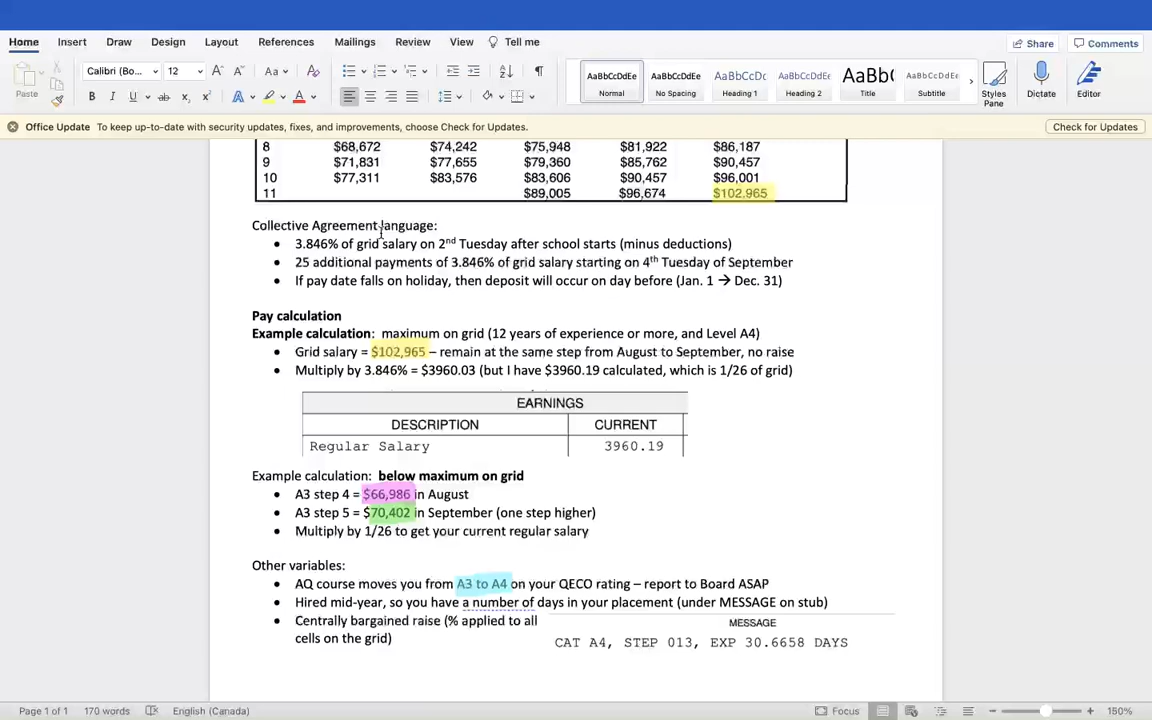 Home Insert Draw Design Layout References Mailings Review View Tell me Share Comments
Calibri (Bo... 12 Aa
Paste
AaBbCcDdEe AaBbCcDdEe AaBbCcDc AaBbCcDdEe AaBb( AaBbCcDdEe
Normal No Spacing Heading 1 Heading 2 Title Subtitle Styles Pane Dictate Editor
Office Update To keep up-to-date with security updates, fixes, and improvements, choose Check for Updates. Check for Updates
8 $68,672 $74,242 $75,948 $81,922 $86,187
9 $71,831 $77,655 $79,360 $85,762 $90,457
10 $77,311 $83,576 $83,606 $90,457 $96,001
11 $89,005 $96,674 $102,965
Collective Agreement language:
• 3.846% of grid salary on 2nd Tuesday after school starts (minus deductions)
• 25 additional payments of 3.846% of grid salary starting on 4th Tuesday of September
• If pay date falls on holiday, then deposit will occur on day before (Jan. 1 → Dec. 31)
Pay calculation
Example calculation: maximum on grid (12 years of experience or more, and Level A4)
• Grid salary = $102,965 – remain at the same step from August to September, no raise
• Multiply by 3.846% = $3960.03 (but I have $3960.19 calculated, which is 1/26 of grid)
EARNINGS
DESCRIPTION CURRENT
Regular Salary 3960.19
Example calculation: below maximum on grid
• A3 step 4 = $66,986 in August
• A3 step 5 = $70,402 in September (one step higher)
• Multiply by 1/26 to get your current regular salary
Other variables:
• AQ course moves you from A3 to A4 on your QECO rating – report to Board ASAP
• Hired mid-year, so you have a number of days in your placement (under MESSAGE on stub)
• Centrally bargained raise (% applied to all
cells on the grid)
MESSAGE
CAT A4, STEP 013, EXP 30.6658 DAYS
Page 1 of 1 170 words English (Canada) Focus 150%